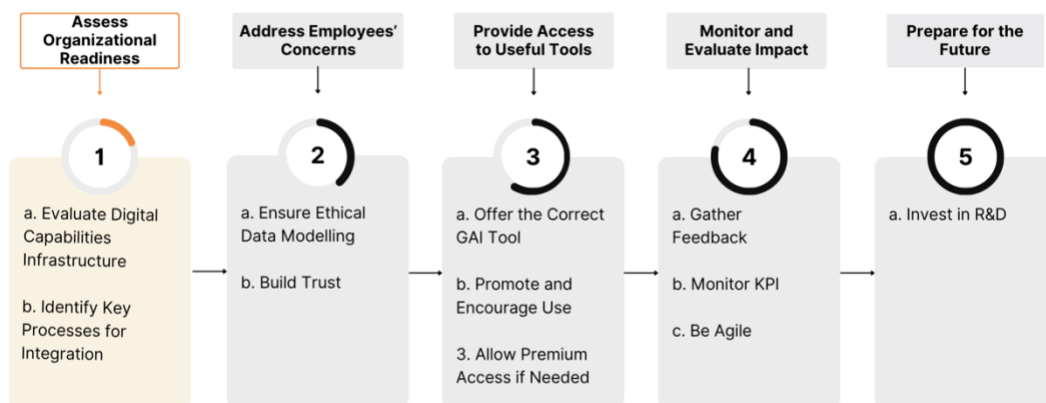 Assess
Organizational
Readiness
Address Employees’
Concerns
Provide Access
to Useful Tools
Monitor and
Evaluate Impact
Prepare for the
Future
1
a. Evaluate Digital
Capabilities
Infrastructure
b. Identify Key
Processes for
Integration
2
a. Ensure Ethical
Data Modelling
b. Build Trust
3
a. Offer the Correct
GAI Tool
b. Promote and
Encourage Use
3. Allow Premium
Access if Needed
4
a. Gather
Feedback
b. Monitor KPI
c. Be Agile
5
a. Invest in R&D